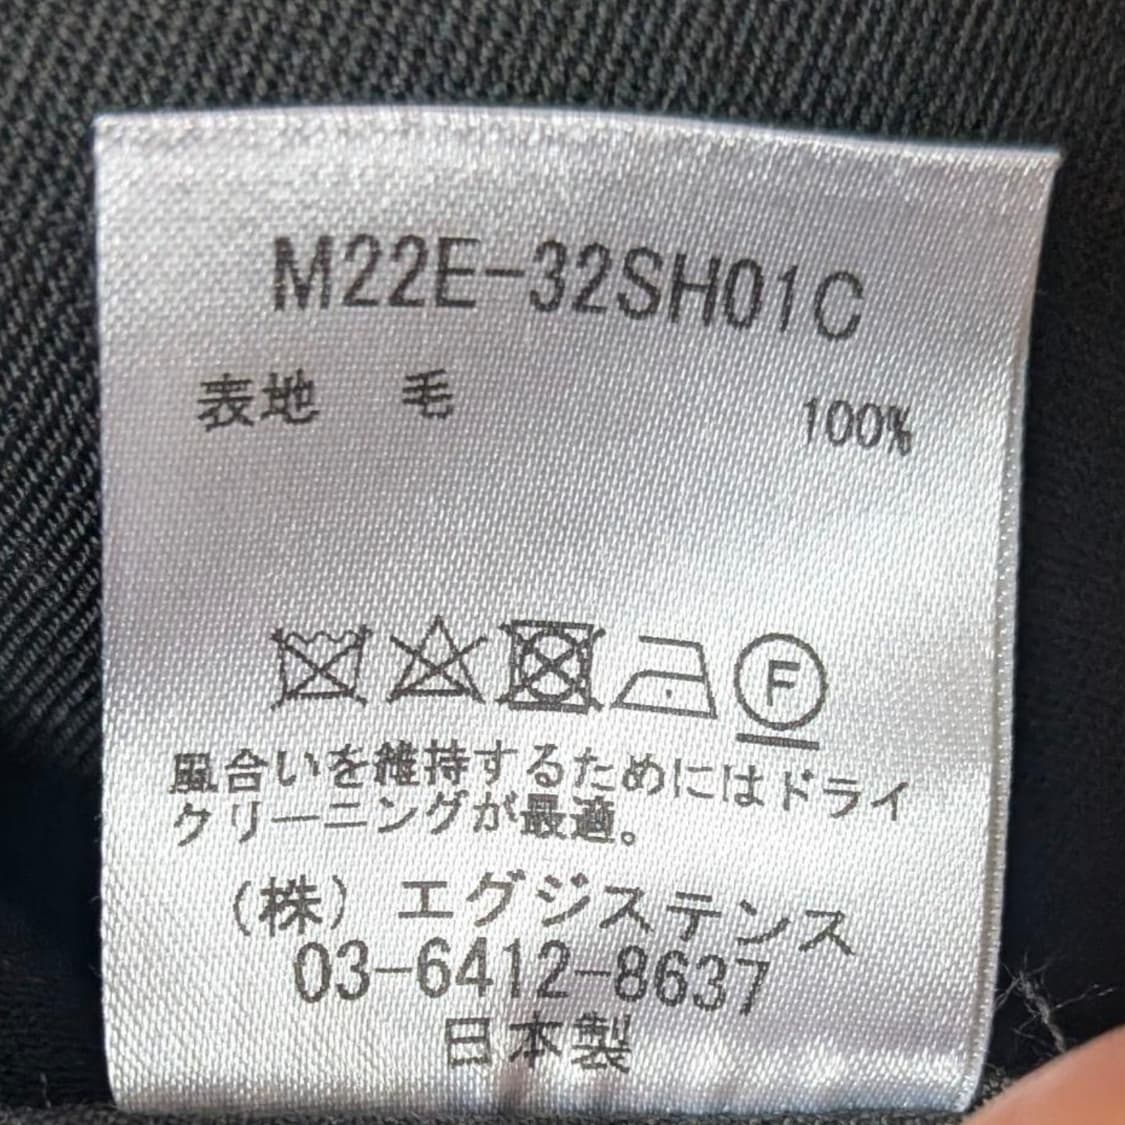 M22E-32SH01C
表地 毛 100%
F
風合いを維持するためにはドライ
クリーニングが最適。
(株) エグジステンス
03-6412-8637
日本製